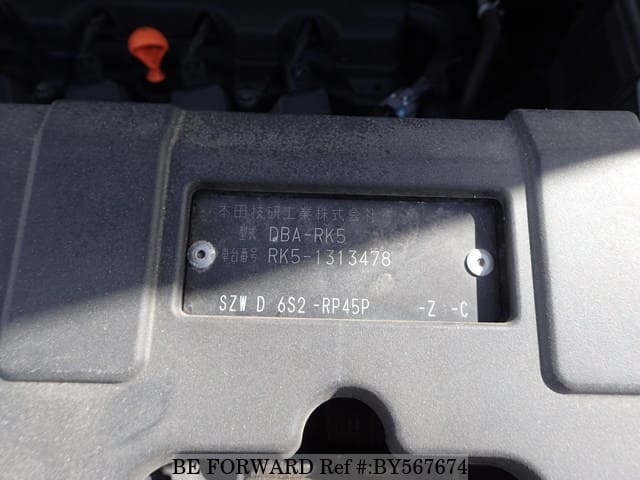 本田技研工業株式会社
型式 DBA-RK5
車台番号 RK5-1313478
SZW D 6S2 -RP45P -Z -C
BE FORWARD Ref #:BY567674